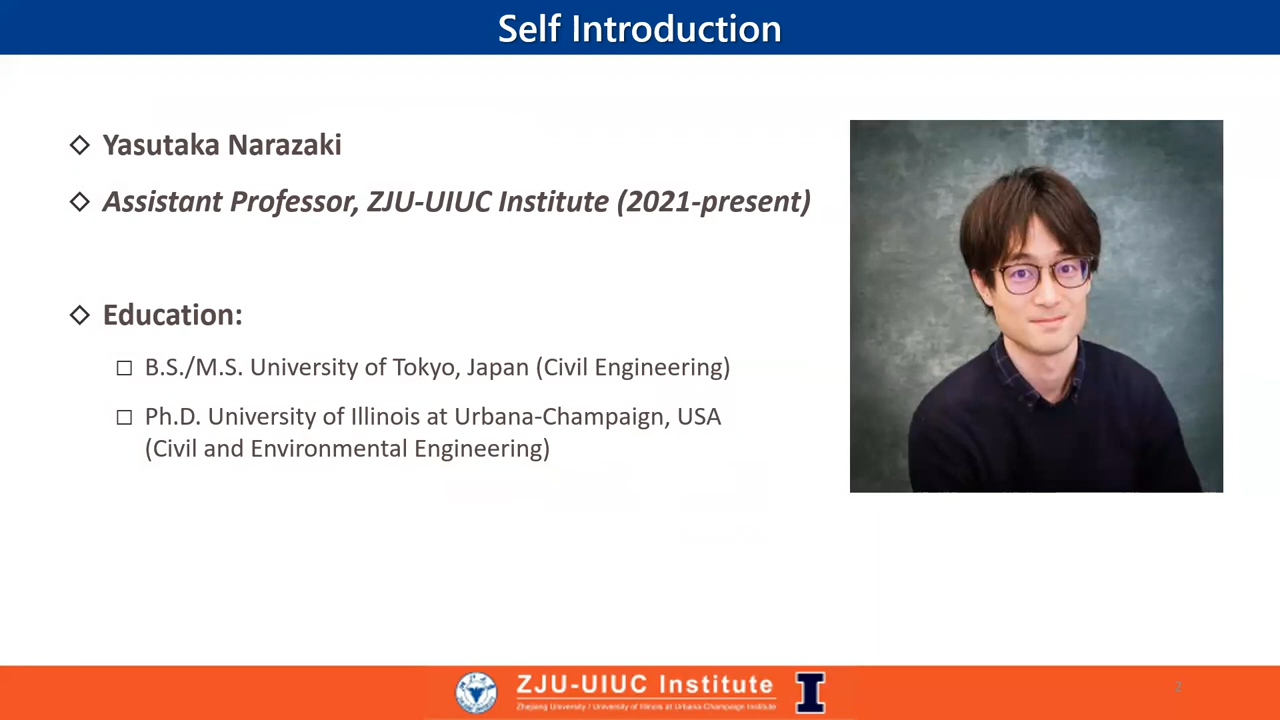 Self Introduction
Yasutaka Narazaki
Assistant Professor, ZJU-UIUC Institute (2021-present)
Education:
B.S./M.S. University of Tokyo, Japan (Civil Engineering)
Ph.D. University of Illinois at Urbana-Champaign, USA
(Civil and Environmental Engineering)
ZJU-UIUC Institute
Zhejiang University / University of Illinois at Urbana-Champaign Institute
2